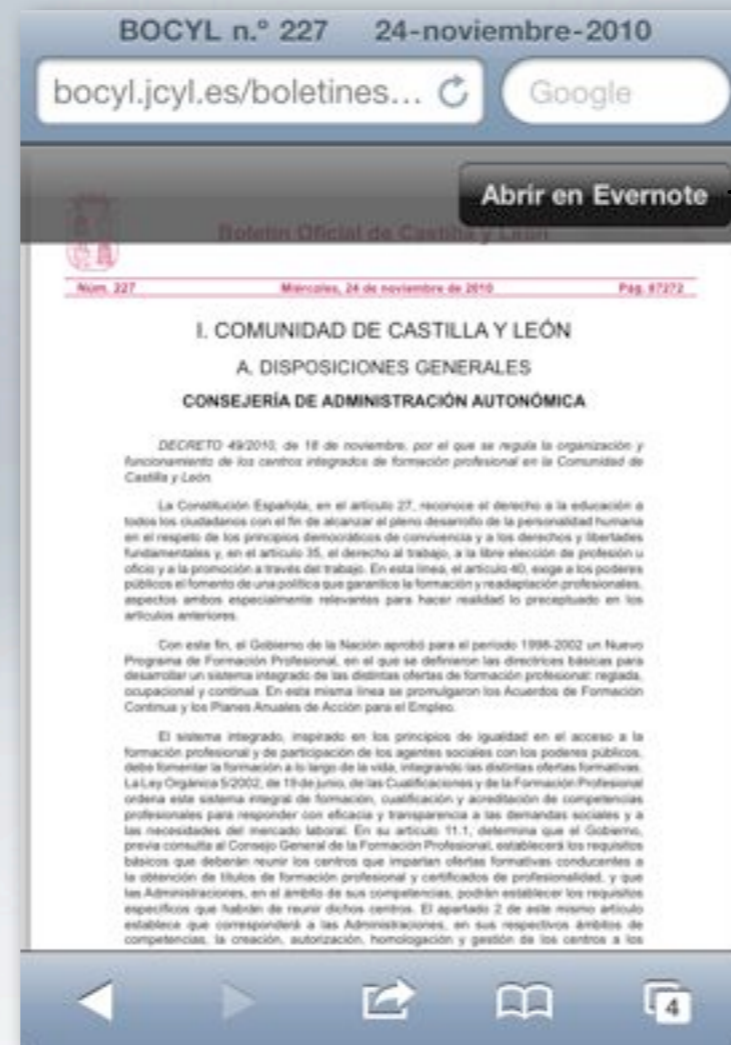 BOCYL n.º 227 24-noviembre-2010
bocyl.jcyl.es/boletines... Google
Abrir en Evernote
Boletín Oficial de Castilla y León
Núm. 227 Miércoles, 24 de noviembre de 2010 Pág. 87272
I. COMUNIDAD DE CASTILLA Y LEÓN
A. DISPOSICIONES GENERALES
CONSEJERÍA DE ADMINISTRACIÓN AUTONÓMICA
DECRETO 49/2010, de 18 de noviembre, por el que se regula la organización y
funcionamiento de los centros integrados de formación profesional en la Comunidad de
Castilla y León.
La Constitución Española, en el artículo 27, reconoce el derecho a la educación a
todos los ciudadanos con el fin de alcanzar el pleno desarrollo de la personalidad humana
en el respeto de los principios democráticos de convivencia y a los derechos y libertades
fundamentales y, en el artículo 35, el derecho al trabajo, a la libre elección de profesión u
oficio y a la promoción a través del trabajo. En esta línea, el artículo 40, exige a los poderes
públicos el fomento de una política que garantice la formación y readaptación profesionales,
aspectos ambos especialmente relevantes para hacer realidad lo preceptuado en los
artículos anteriores.
Con este fin, el Gobierno de la Nación aprobó para el período 1998-2002 un Nuevo
Programa de Formación Profesional, en el que se definieron las directrices básicas para
desarrollar un sistema integrado de las distintas ofertas de formación profesional: reglada,
ocupacional y continua. En esta misma línea se promulgaron los Acuerdos de Formación
Continua y los Planes Anuales de Acción para el Empleo.
El sistema integrado, inspirado en los principios de igualdad en el acceso a la
formación profesional y de participación de los agentes sociales con los poderes públicos,
debe fomentar la formación a lo largo de la vida, integrando las distintas ofertas formativas.
La Ley Orgánica 5/2002, de 19 de junio, de las Cualificaciones y de la Formación Profesional
ordena este sistema integral de formación, cualificación y acreditación de competencias
profesionales para responder con eficacia y transparencia a las demandas sociales y a
las necesidades del mercado laboral. En su artículo 11.1, determina que el Gobierno,
previa consulta al Consejo General de la Formación Profesional, establecerá los requisitos
básicos que deberán reunir los centros que impartan ofertas formativas conducentes a
la obtención de títulos de formación profesional y certificados de profesionalidad, y que
las Administraciones, en el ámbito de sus competencias, podrán establecer los requisitos
específicos que habrán de reunir dichos centros. El apartado 2 de este mismo artículo
establece que corresponderá a las Administraciones, en sus respectivos ámbitos de
competencias, la creación, autorización, homologación y gestión de los centros a los
4